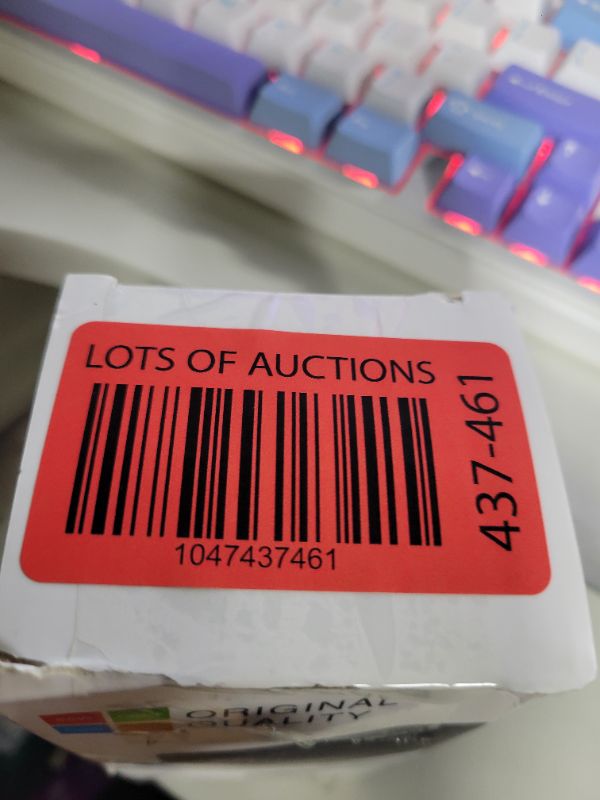 LOTS OF AUCTIONS
1047437461
437-461
ORIGINAL
QUALITY